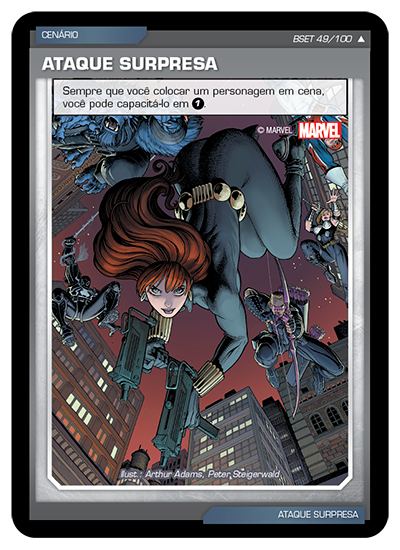 CENÁRIO
BSET 49/100 ▲
ATAQUE SURPRESA
Sempre que você colocar um personagem em cena,
você pode capacitá-lo em 1.
© MARVEL MARVEL
Ilust.: Arthur Adams, Peter Steigerwald
ATAQUE SURPRESA